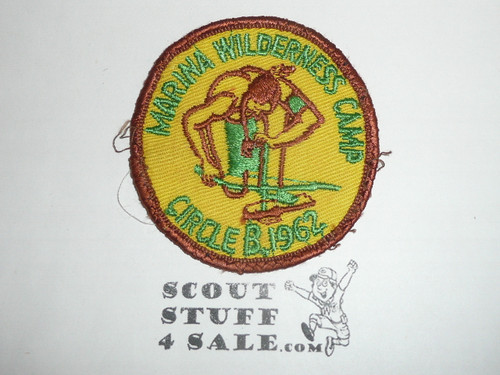 MARINA WILDERNESS CAMP
CIRCLE B, 1962
SCOUT
STUFF
4 SALE.COM